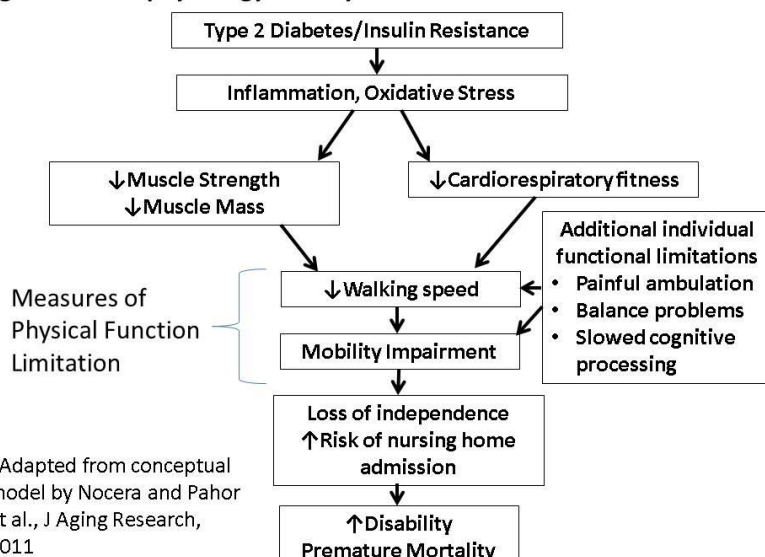 Type 2 Diabetes/Insulin Resistance
Inflammation, Oxidative Stress
↓Muscle Strength
↓Muscle Mass
↓Cardiorespiratory fitness
Additional individual
functional limitations
• Painful ambulation
• Balance problems
• Slowed cognitive
processing
↓Walking speed
Mobility Impairment
Measures of
Physical Function
Limitation
Loss of independence
↑Risk of nursing home
admission
Adapted from conceptual
model by Nocera and Pahor
et al., J Aging Research,
011
↑Disability
Premature Mortality